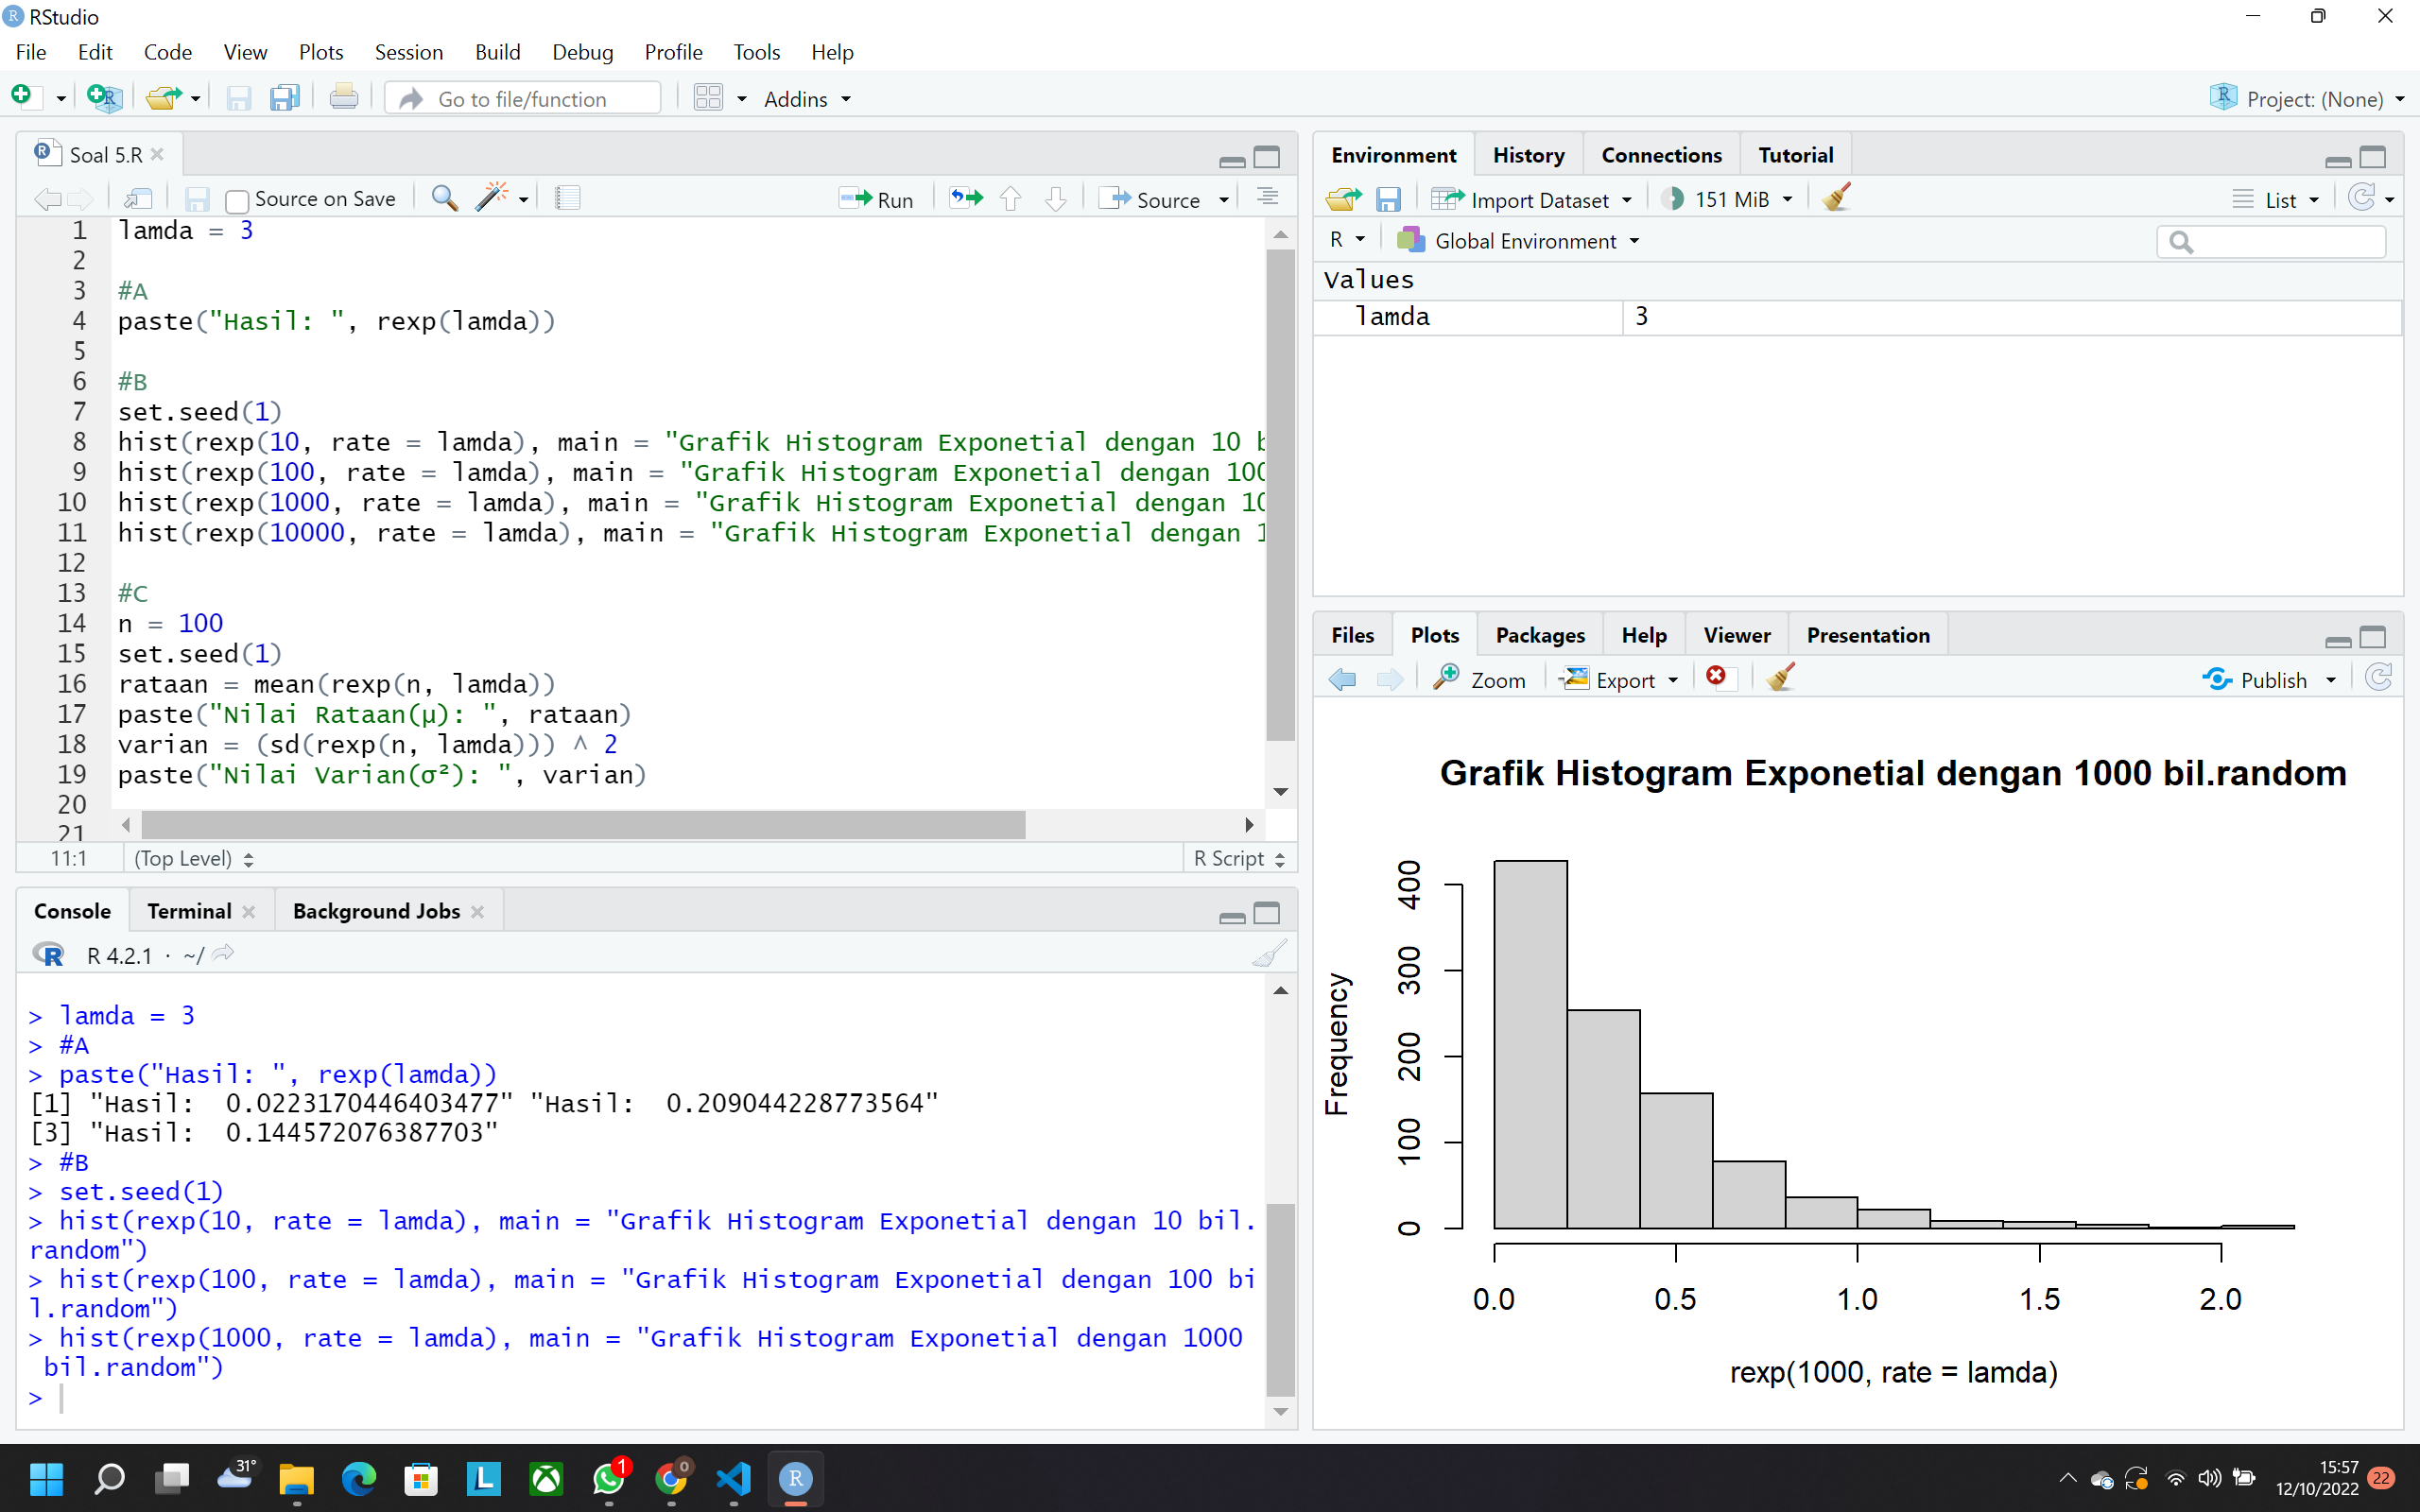 RStudio
File Edit Code View Plots Session Build Debug Profile Tools Help
Go to file/function Addins Project: (None)
Soal 5.R
Source on Save Run Source
1 lamda = 3
2
3 #A
4 paste("Hasil: ", rexp(lamda))
5
6 #B
7 set.seed(1)
8 hist(rexp(10, rate = lamda), main = "Grafik Histogram Exponetial dengan 10
9 hist(rexp(100, rate = lamda), main = "Grafik Histogram Exponetial dengan 100
10 hist(rexp(1000, rate = lamda), main = "Grafik Histogram Exponetial dengan 10
11 hist(rexp(10000, rate = lamda), main = "Grafik Histogram Exponetial dengan 1
12
13 #C
14 n = 100
15 set.seed(1)
16 rataan = mean(rexp(n, lamda))
17 paste("Nilai Rataan(μ): ", rataan)
18 varian = (sd(rexp(n, lamda))) ^ 2
19 paste("Nilai Varian(σ²): ", varian)
20
21
11:1 (Top Level) R Script
Console Terminal Background Jobs
R 4.2.1 · ~/
> lamda = 3
> #A
> paste("Hasil: ", rexp(lamda))
[1] "Hasil:  0.0223170446403477" "Hasil:  0.209044228773564"
[3] "Hasil:  0.144572076387703"
> #B
> set.seed(1)
> hist(rexp(10, rate = lamda), main = "Grafik Histogram Exponetial dengan 10 bil.
random")
> hist(rexp(100, rate = lamda), main = "Grafik Histogram Exponetial dengan 100 bi
l.random")
> hist(rexp(1000, rate = lamda), main = "Grafik Histogram Exponetial dengan 1000
bil.random")
>
Environment History Connections Tutorial
Import Dataset 151 MiB List
R Global Environment
Values
lamda 3
Files Plots Packages Help Viewer Presentation
Zoom Export Publish
Grafik Histogram Exponetial dengan 1000 bil.random
Frequency
400
300
200
100
0
0.0 0.5 1.0 1.5 2.0
rexp(1000, rate = lamda)
31° L 1 0 R
15:57
12/10/2022 22